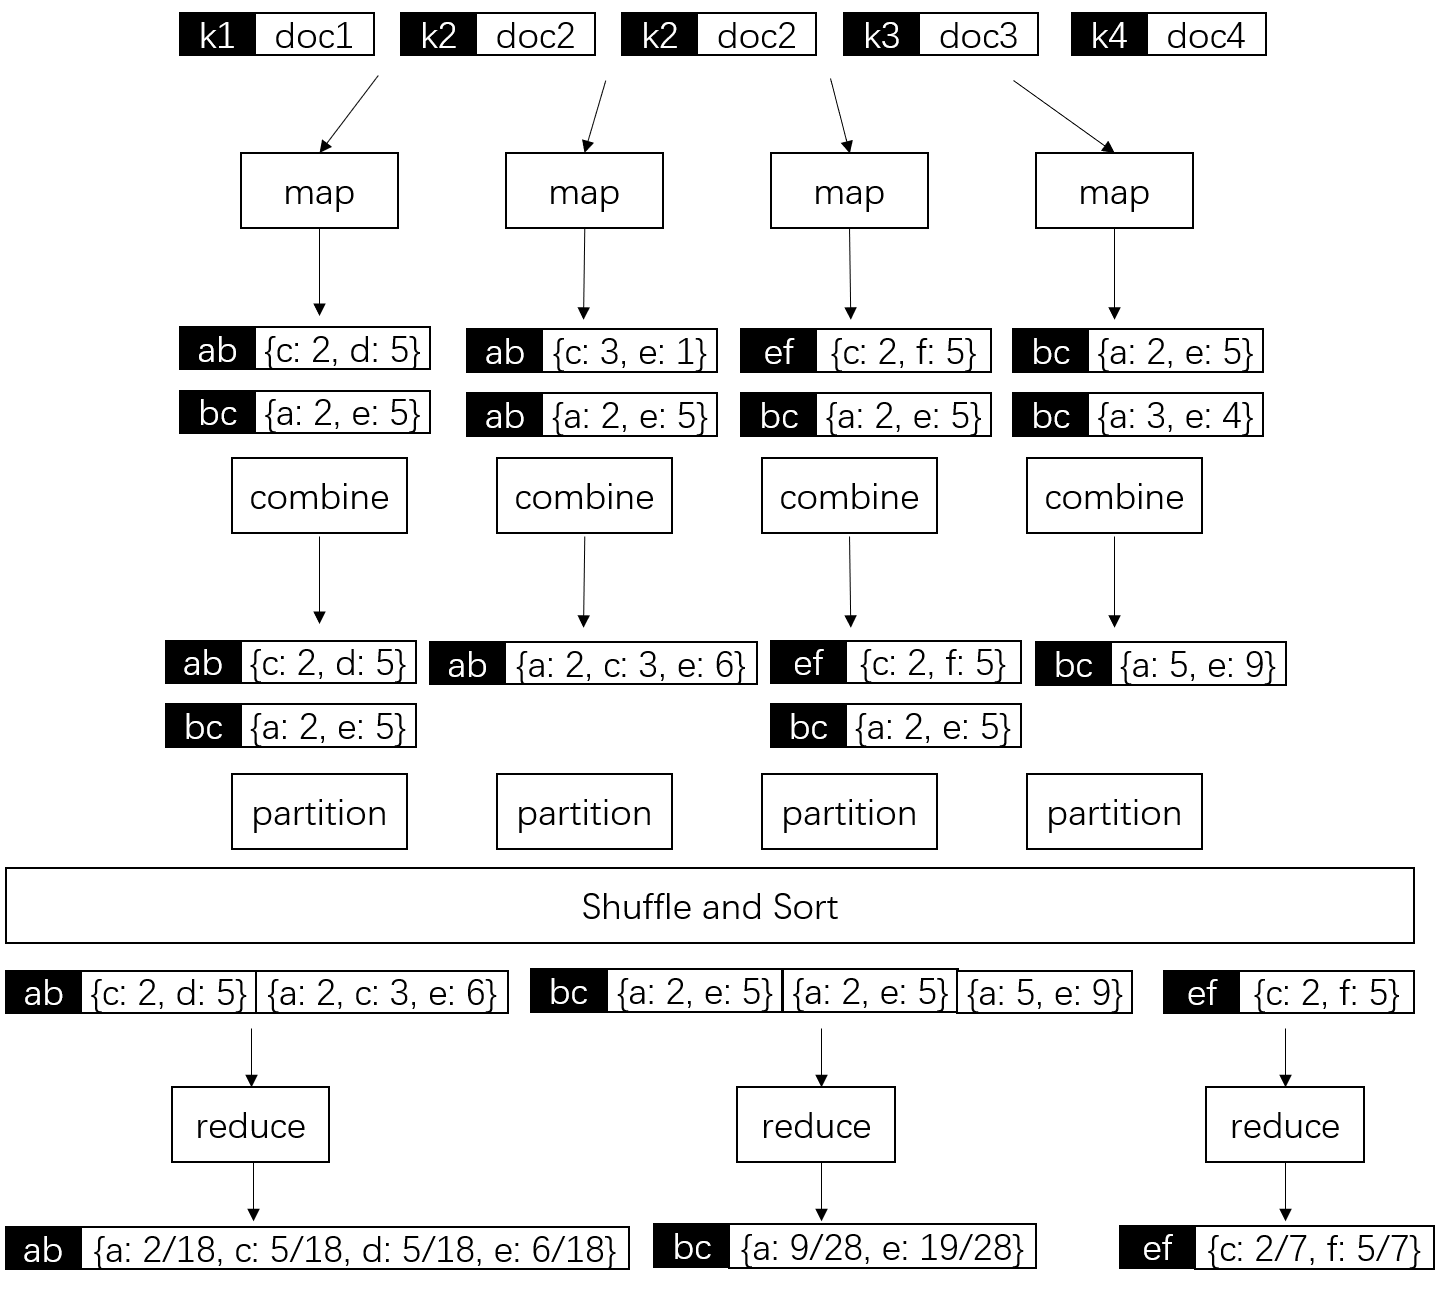 k1 doc1 k2 doc2 k2 doc2 k3 doc3 k4 doc4
map map map map
ab {c: 2, d: 5} ab {c: 3, e: 1} ef {c: 2, f: 5} bc {a: 2, e: 5}
bc {a: 2, e: 5} ab {a: 2, e: 5} bc {a: 2, e: 5} bc {a: 3, e: 4}
combine combine combine combine
ab {c: 2, d: 5} ab {a: 2, c: 3, e: 6} ef {c: 2, f: 5} bc {a: 5, e: 9}
bc {a: 2, e: 5} bc {a: 2, e: 5}
partition partition partition partition
Shuffle and Sort
ab {c: 2, d: 5} {a: 2, c: 3, e: 6} bc {a: 2, e: 5} {a: 2, e: 5} {a: 5, e: 9} ef {c: 2, f: 5}
reduce reduce reduce
ab {a: 2/18, c: 5/18, d: 5/18, e: 6/18} bc {a: 9/28, e: 19/28} ef {c: 2/7, f: 5/7}